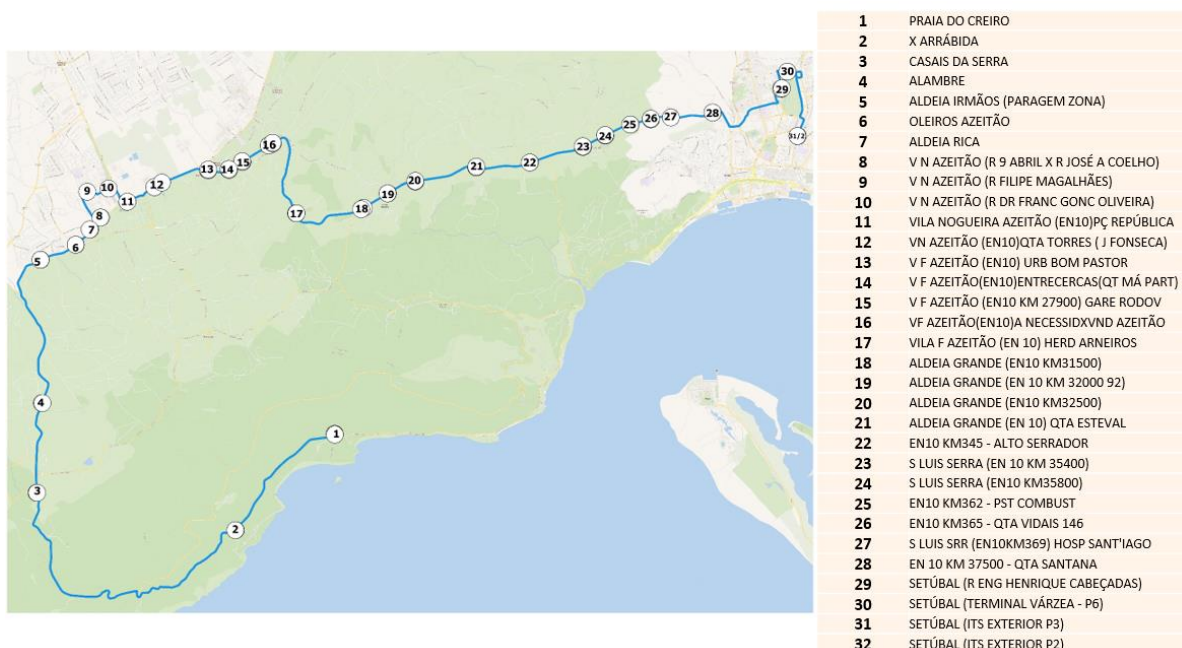 1 PRAIA DO CREIRO
2 X ARRÁBIDA
3 CASAIS DA SERRA
4 ALAMBRE
5 ALDEIA IRMÃOS (PARAGEM ZONA)
6 OLEIROS AZEITÃO
7 ALDEIA RICA
8 V N AZEITÃO (R 9 ABRIL X R JOSÉ A COELHO)
9 V N AZEITÃO (R FILIPE MAGALHÃES)
10 V N AZEITÃO (R DR FRANC GONC OLIVEIRA)
11 VILA NOGUEIRA AZEITÃO (EN10)PÇ REPÚBLICA
12 VN AZEITÃO (EN10)QTA TORRES ( J FONSECA)
13 V F AZEITÃO (EN10) URB BOM PASTOR
14 V F AZEITÃO(EN10)ENTRECERCAS(QT MÁ PART)
15 V F AZEITÃO (EN10 KM 27900) GARE RODOV
16 VF AZEITÃO(EN10)A NECESSIDXVND AZEITÃO
17 VILA F AZEITÃO (EN 10) HERD ARNEIROS
18 ALDEIA GRANDE (EN10 KM31500)
19 ALDEIA GRANDE (EN 10 KM 32000 92)
20 ALDEIA GRANDE (EN10 KM32500)
21 ALDEIA GRANDE (EN 10) QTA ESTEVAL
22 EN10 KM345 - ALTO SERRADOR
23 S LUIS SERRA (EN 10 KM 35400)
24 S LUIS SERRA (EN10 KM35800)
25 EN10 KM362 - PST COMBUST
26 EN10 KM365 - QTA VIDAIS 146
27 S LUIS SRR (EN10KM369) HOSP SANT'IAGO
28 EN 10 KM 37500 - QTA SANTANA
29 SETÚBAL (R ENG HENRIQUE CABEÇADAS)
30 SETÚBAL (TERMINAL VÁRZEA - P6)
31 SETÚBAL (ITS EXTERIOR P3)
32 SETÚBAL (ITS EXTERIOR P2)
30
29
31/2
28
27
26
25
24
23
22
21
20
19
18
17
16
15
14
13
12
11
10
9
8
7
6
5
4
3
2
1